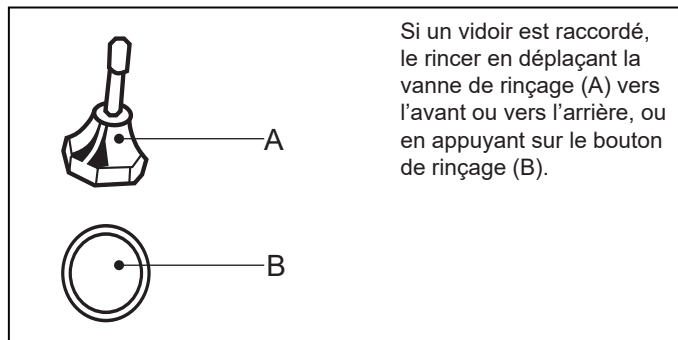 Si un vidoir est raccordé,
le rincer en déplaçant la
vanne de rinçage (A) vers
l'avant ou vers l'arrière, ou
en appuyant sur le bouton
de rinçage (B).
A
B